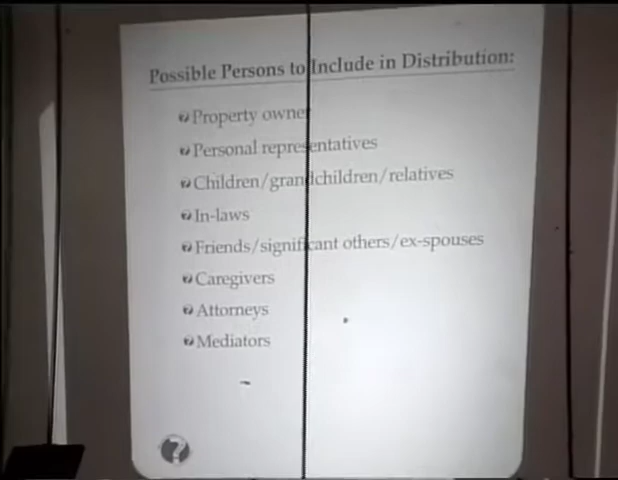 Possible Persons to Include in Distribution:
Property owner
Personal representatives
Children/grandchildren/relatives
In-laws
Friends/significant others/ex-spouses
Caregivers
Attorneys
Mediators
?